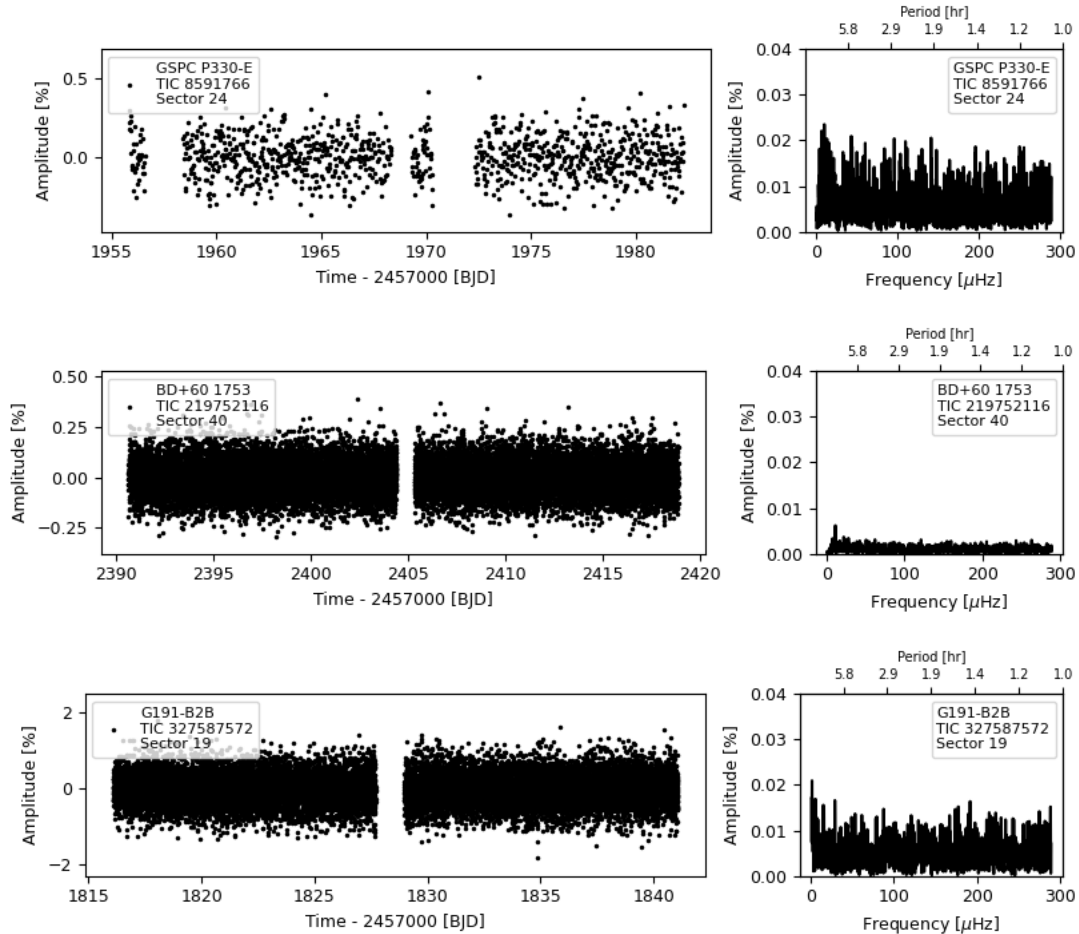 Period [hr]
5.8 2.9 1.9 1.4 1.2 1.0
GSPC P330-E
TIC 8591766
Sector 24
0.5
0.0
Amplitude [%]
1955 1960 1965 1970 1975 1980
Time - 2457000 [BJD]
GSPC P330-E
TIC 8591766
Sector 24
0.04
0.03
0.02
0.01
0.00
Amplitude [%]
0 100 200 300
Frequency [μHz]
Period [hr]
5.8 2.9 1.9 1.4 1.2 1.0
BD+60 1753
TIC 219752116
Sector 40
0.50
0.25
0.00
−0.25
Amplitude [%]
2390 2395 2400 2405 2410 2415 2420
Time - 2457000 [BJD]
BD+60 1753
TIC 219752116
Sector 40
0.04
0.03
0.02
0.01
0.00
Amplitude [%]
0 100 200 300
Frequency [μHz]
Period [hr]
5.8 2.9 1.9 1.4 1.2 1.0
G191-B2B
TIC 327587572
Sector 19
2
0
−2
Amplitude [%]
1815 1820 1825 1830 1835 1840
Time - 2457000 [BJD]
G191-B2B
TIC 327587572
Sector 19
0.04
0.03
0.02
0.01
0.00
Amplitude [%]
0 100 200 300
Frequency [μHz]